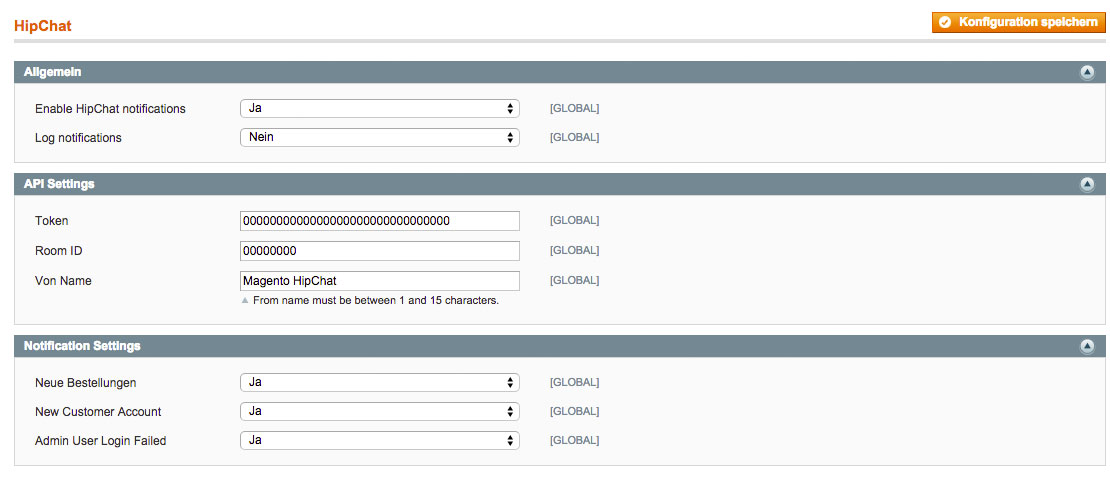 HipChat
Konfiguration speichern
Allgemein
Enable HipChat notifications Ja [GLOBAL]
Log notifications Nein [GLOBAL]
API Settings
Token 000000000000000000000000000000 [GLOBAL]
Room ID 00000000 [GLOBAL]
Von Name Magento HipChat [GLOBAL]
From name must be between 1 and 15 characters.
Notification Settings
Neue Bestellungen Ja [GLOBAL]
New Customer Account Ja [GLOBAL]
Admin User Login Failed Ja [GLOBAL]